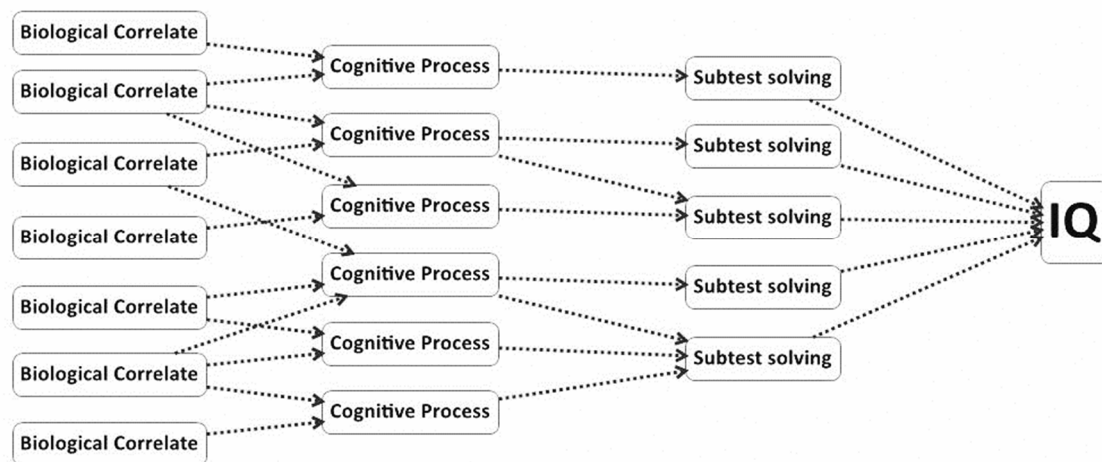 Biological Correlate
Biological Correlate
Biological Correlate
Biological Correlate
Biological Correlate
Biological Correlate
Biological Correlate
Cognitive Process
Cognitive Process
Cognitive Process
Cognitive Process
Cognitive Process
Cognitive Process
Subtest solving
Subtest solving
Subtest solving
Subtest solving
Subtest solving
IQ